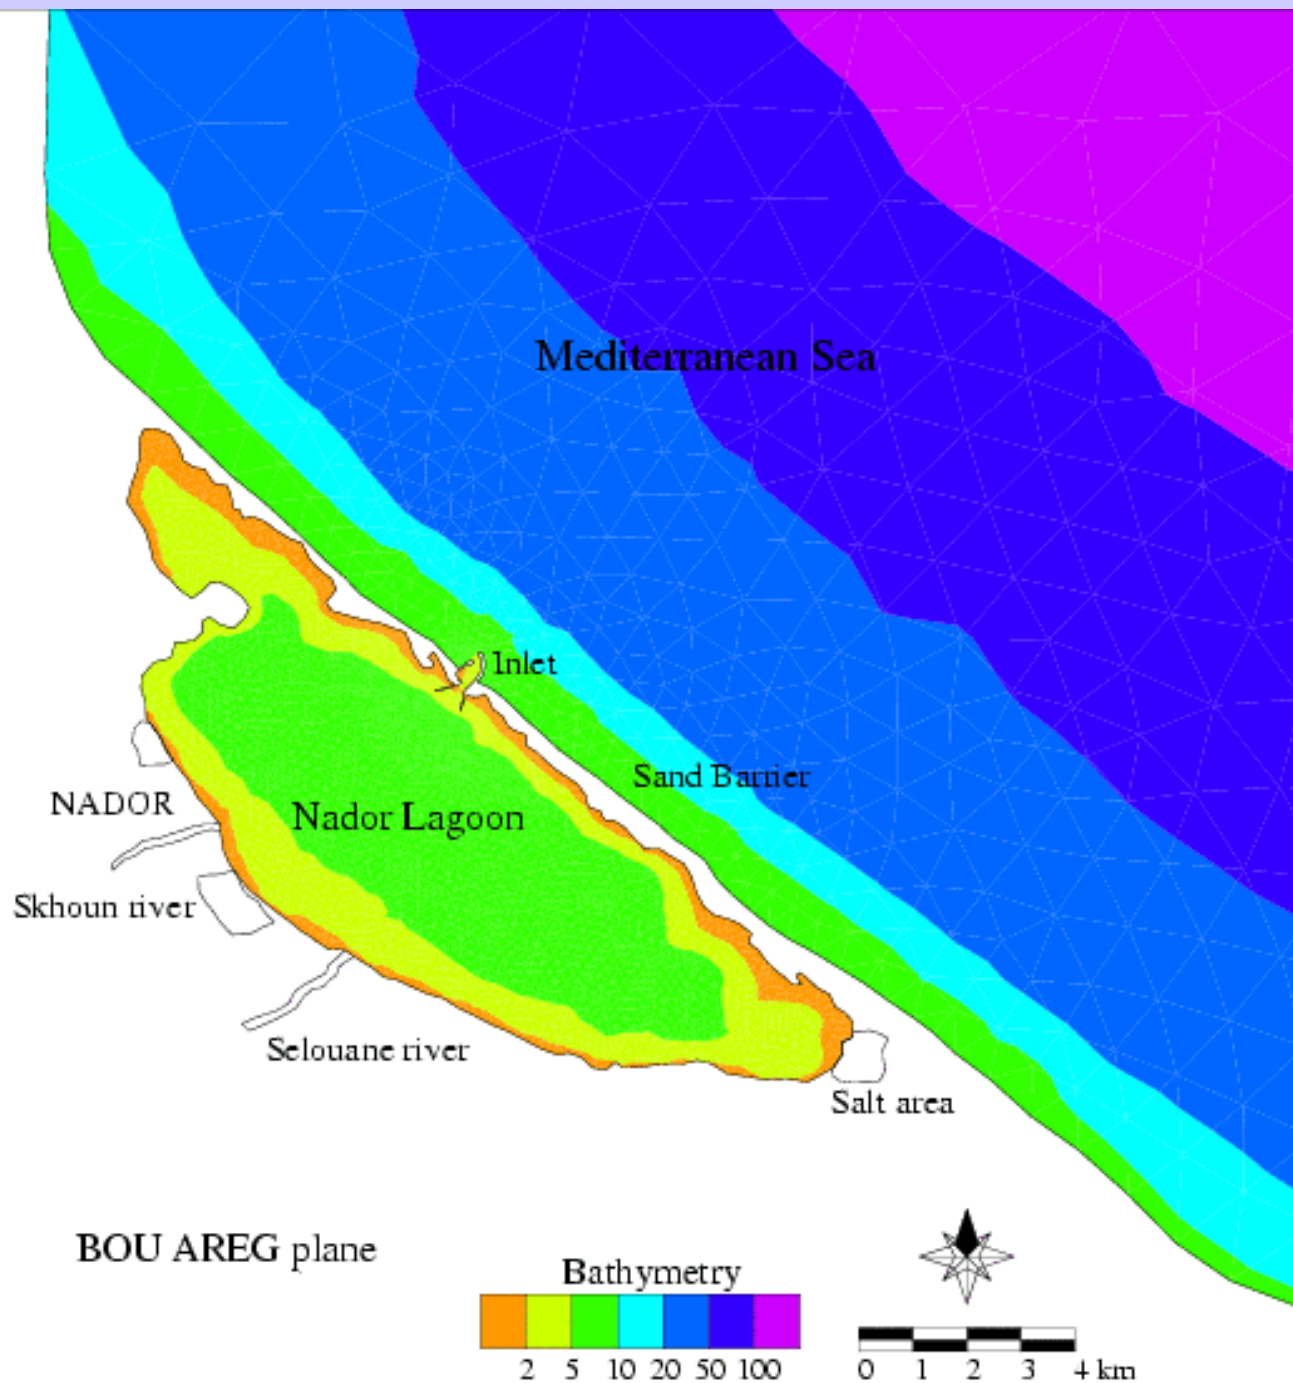 Mediterranean Sea
Inlet
Sand Barrier
NADOR
Nador Lagoon
Skhoun river
Selouane river
Salt area
BOU AREG plane
Bathymetry
2 5 10 20 50 100
0 1 2 3 4 km